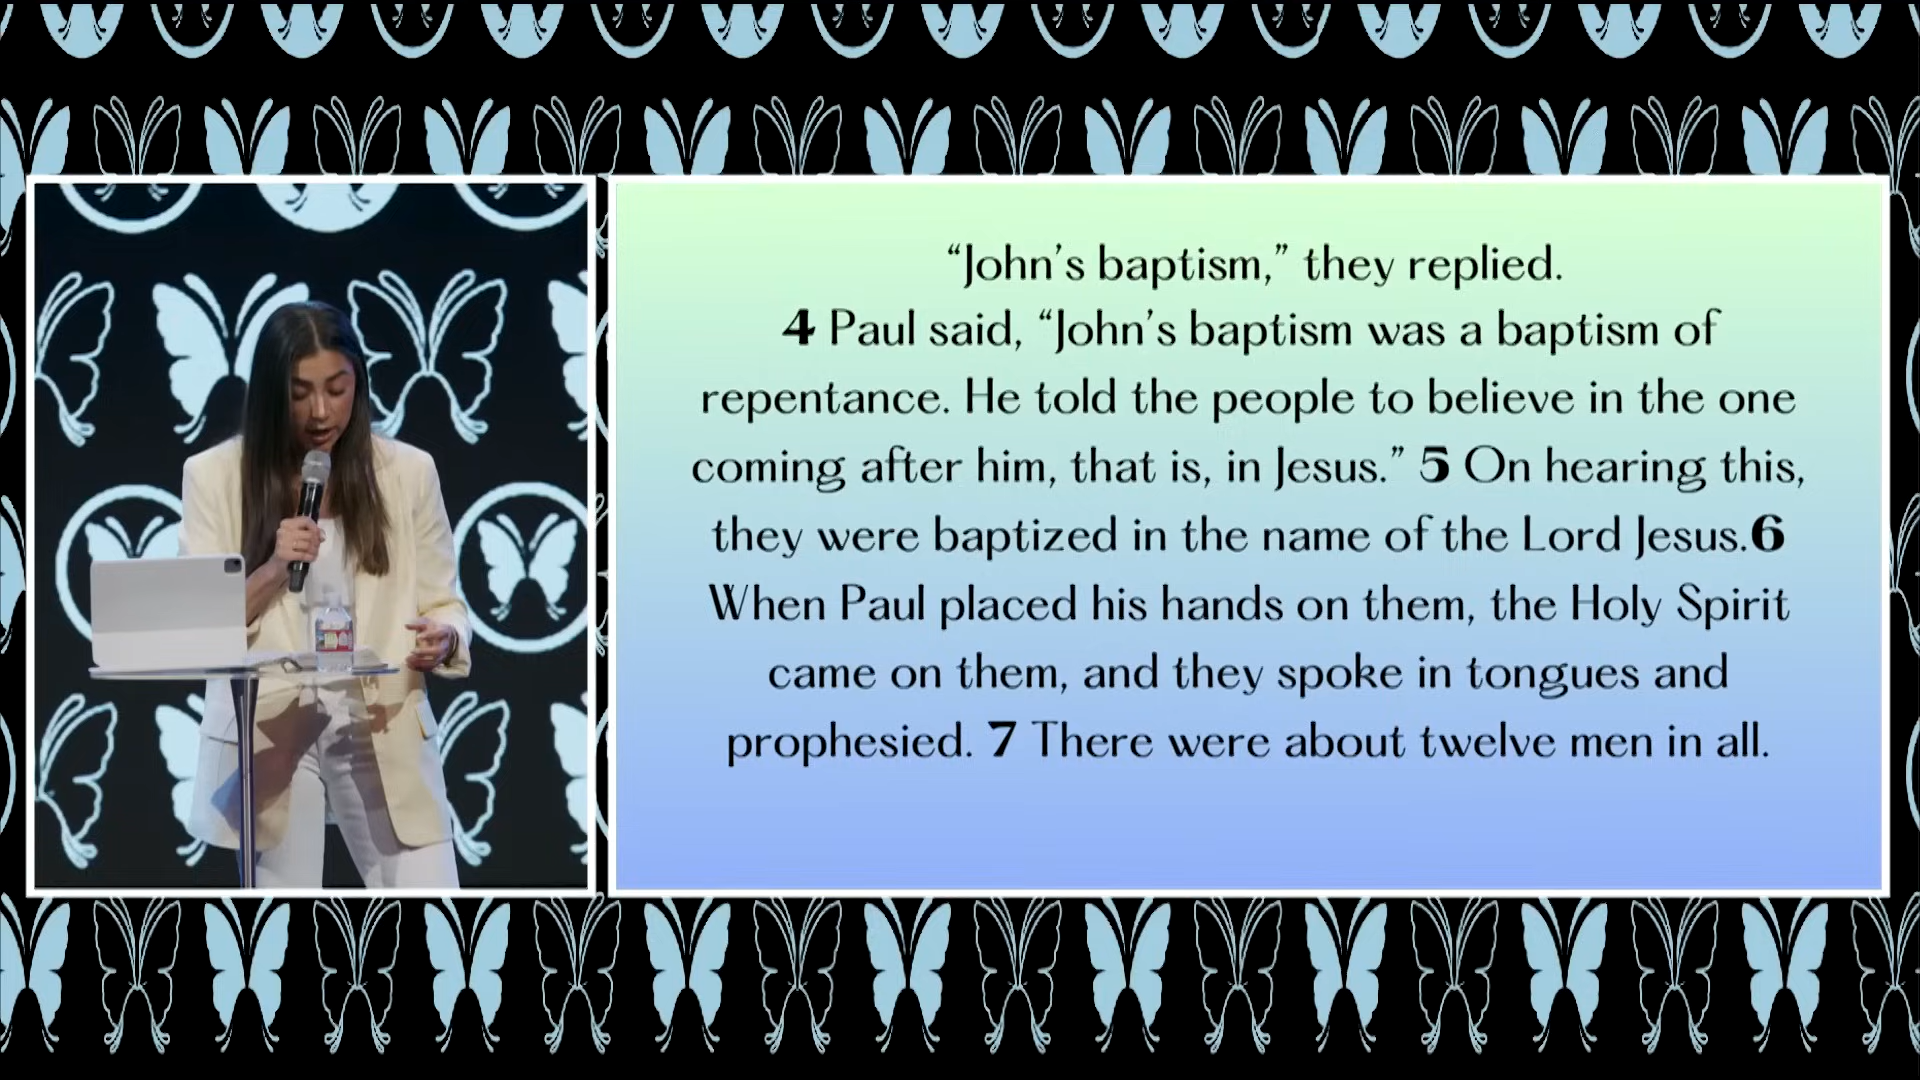 “John’s baptism,” they replied.
4 Paul said, “John’s baptism was a baptism of
repentance. He told the people to believe in the one
coming after him, that is, in Jesus.” 5 On hearing this,
they were baptized in the name of the Lord Jesus.6
When Paul placed his hands on them, the Holy Spirit
came on them, and they spoke in tongues and
prophesied. 7 There were about twelve men in all.